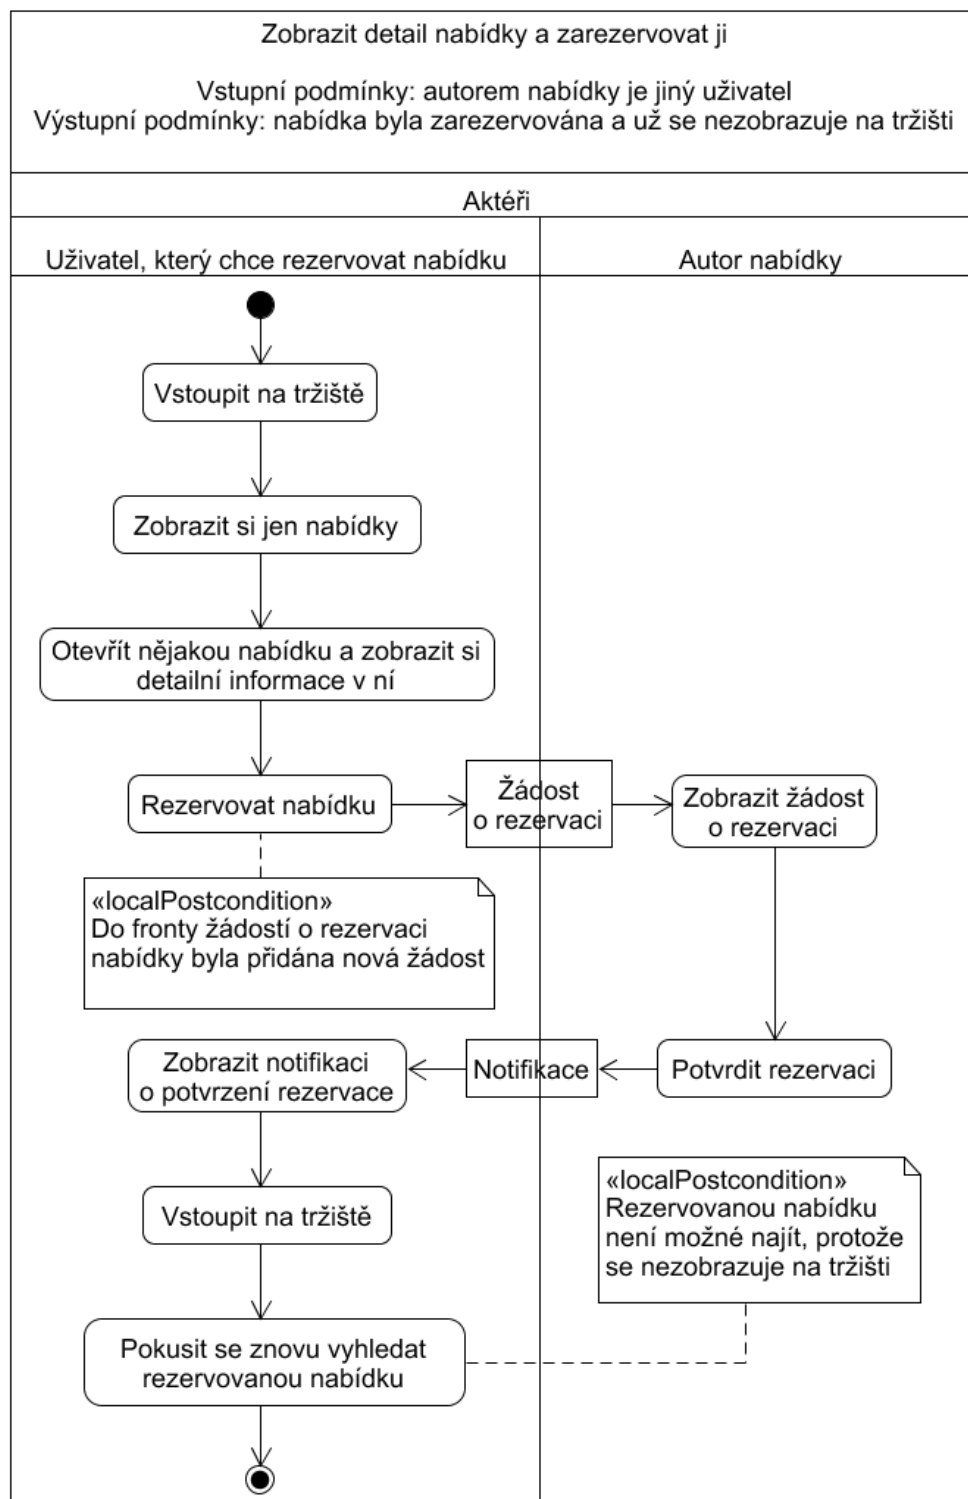 Zobrazit detail nabídky a zarezervovat ji
Vstupní podmínky: autorem nabídky je jiný uživatel
Výstupní podmínky: nabídka byla zarezervována a už se nezobrazuje na tržišti
Aktéři
Uživatel, který chce rezervovat nabídku
Autor nabídky
Vstoupit na tržiště
Zobrazit si jen nabídky
Otevřít nějakou nabídku a zobrazit si
detailní informace v ní
Rezervovat nabídku
Žádost
o rezervaci
Zobrazit žádost
o rezervaci
«localPostcondition»
Do fronty žádostí o rezervaci
nabídky byla přidána nová žádost
Zobrazit notifikaci
o potvrzení rezervace
Notifikace
Potvrdit rezervaci
Vstoupit na tržiště
«localPostcondition»
Rezervovanou nabídku
není možné najít, protože
se nezobrazuje na tržišti
Pokusit se znovu vyhledat
rezervovanou nabídku